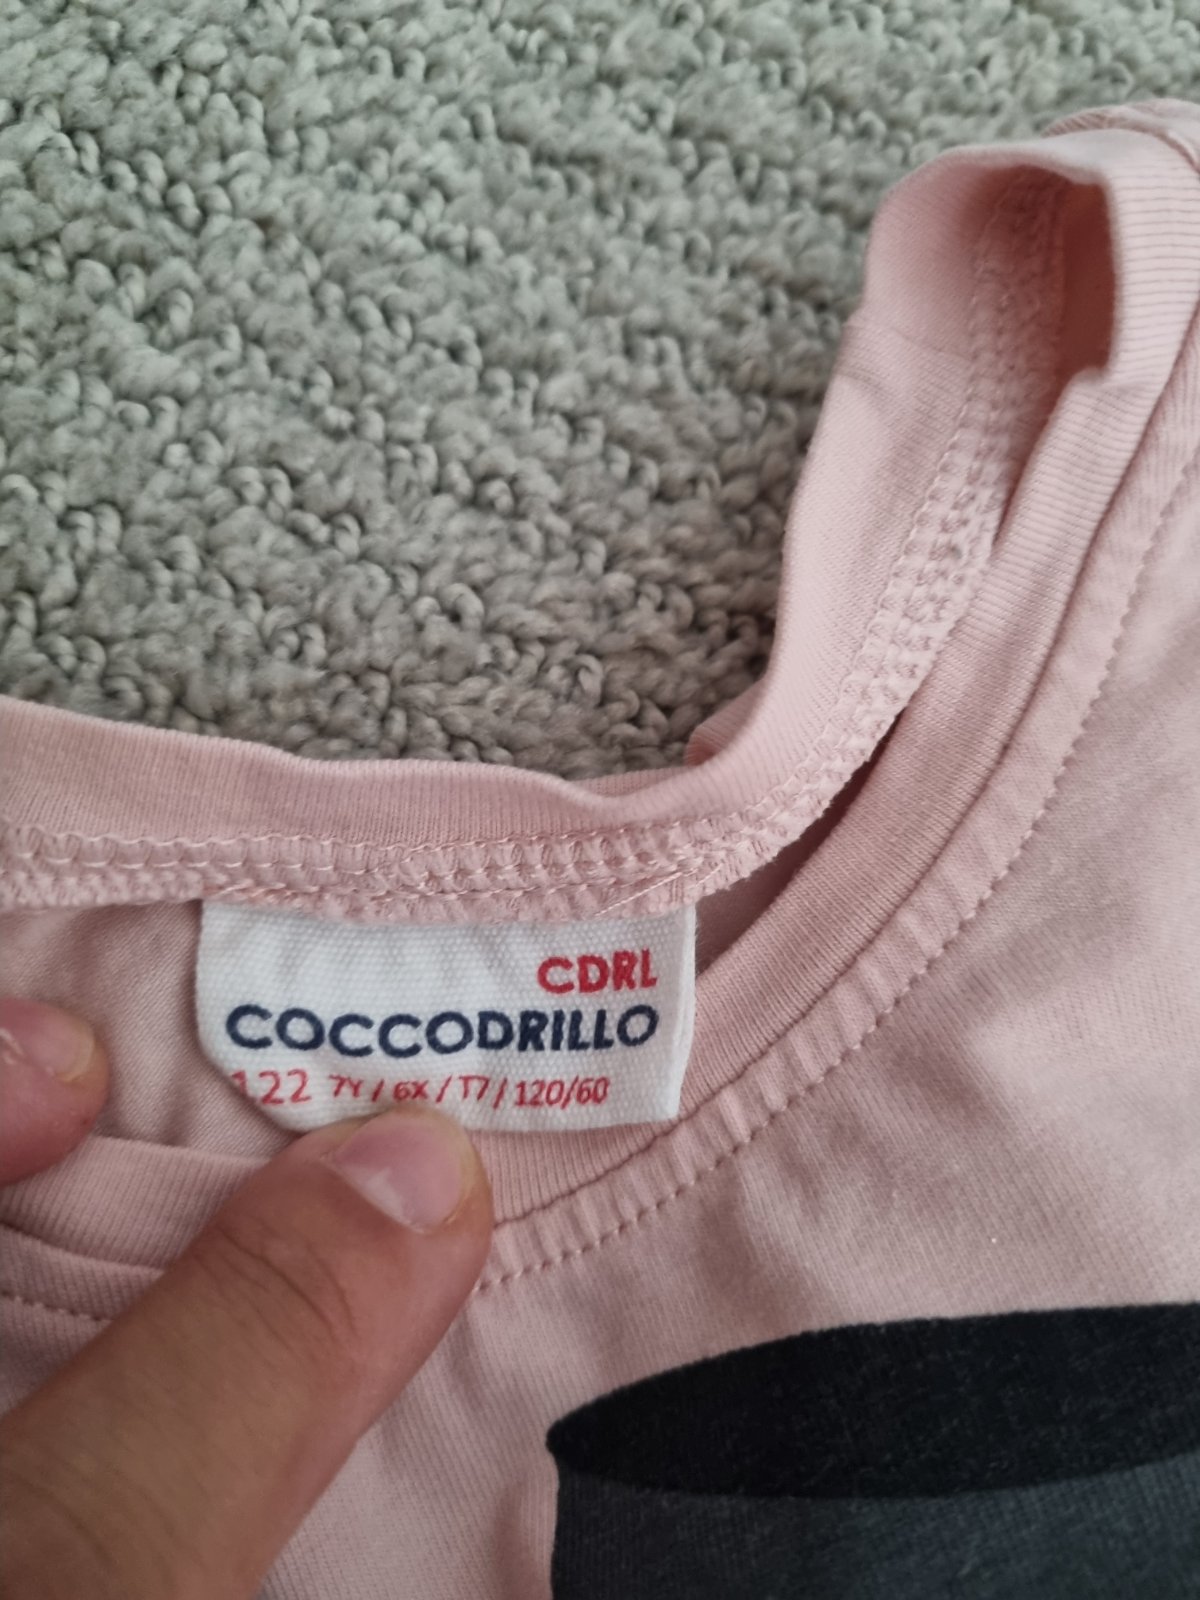 CDRL
COCCODRILLO
122 7Y / 6X / T7 / 120/60